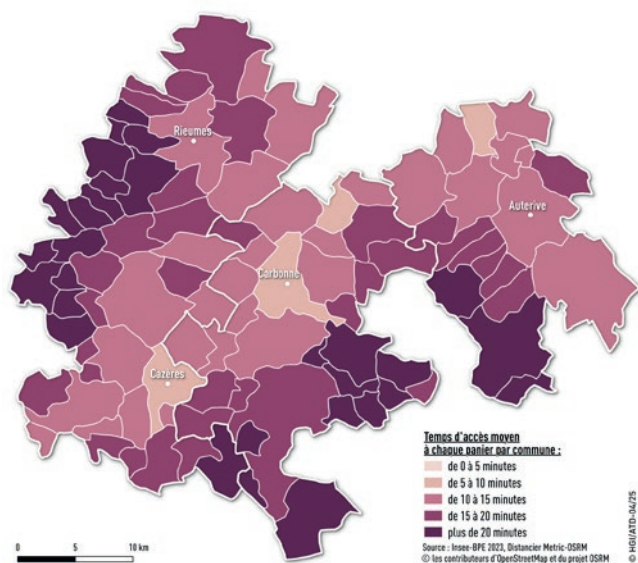 Rieumes
Auterive
Carbonne
Cazères
Temps d'accès moyen
à chaque panier par commune :
de 0 à 5 minutes
de 5 à 10 minutes
de 10 à 15 minutes
de 15 à 20 minutes
plus de 20 minutes
0 5 10 km
Source : Insee-BPE 2023, Distancier Metric-OSRM
© les contributeurs d'OpenStreetMap et du projet OSRM
© HGI/ATD-04/25